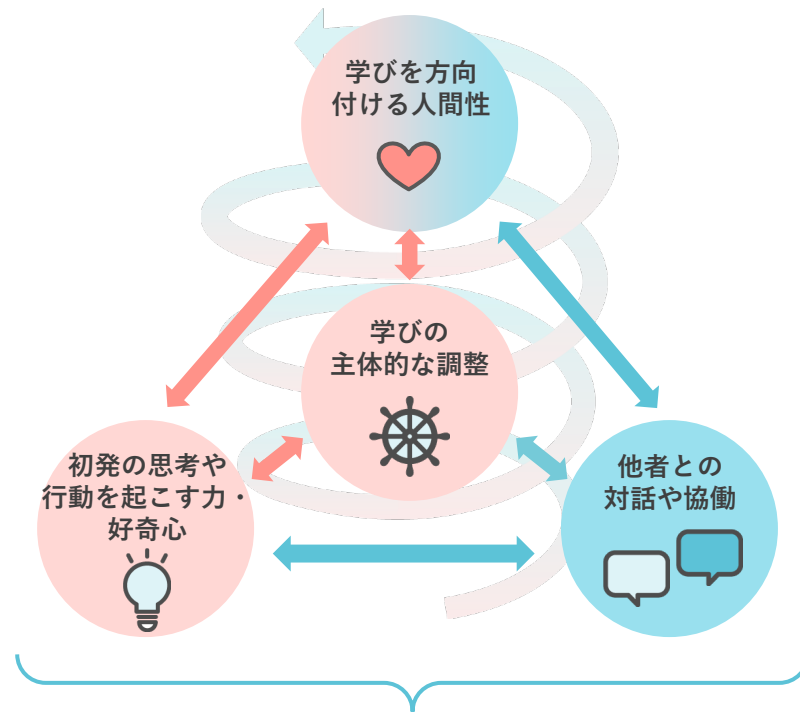 学びを方向
付ける人間性
学びの
主体的な調整
初発の思考や
行動を起こす力・
好奇心
他者との
対話や協働